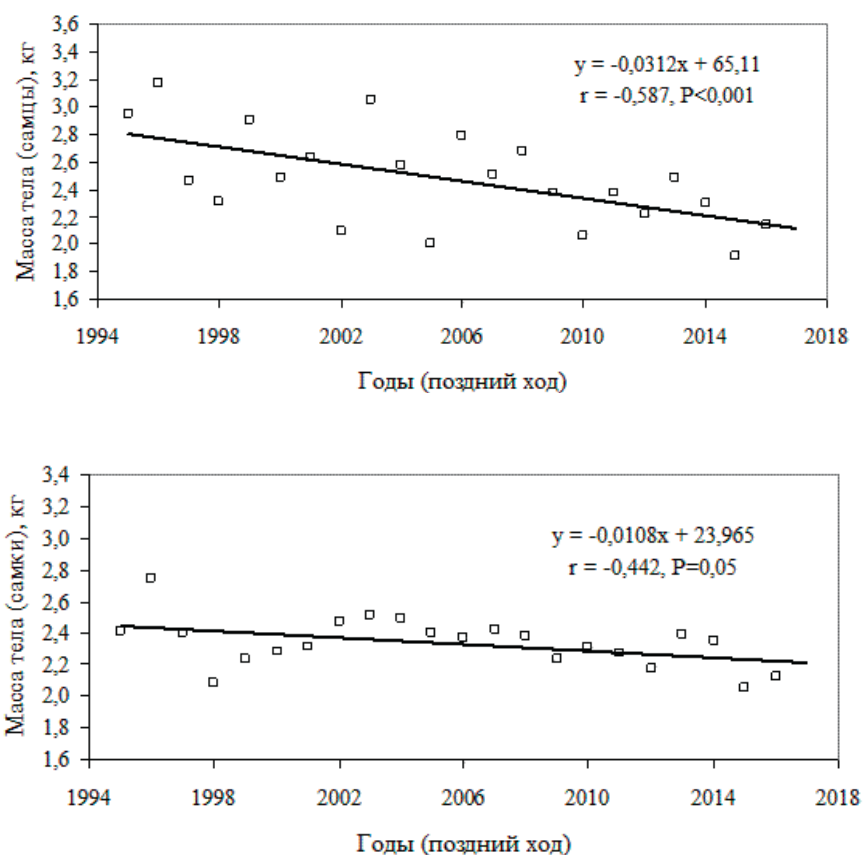 Масса тела (самцы), кг
3,6
3,4
3,2
3,0
2,8
2,6
2,4
2,2
2,0
1,8
1,6
y = -0,0312x + 65,11
r = -0,587, P<0,001
1994 1998 2002 2006 2010 2014 2018
Годы (поздний ход)
Масса тела (самки), кг
3,4
3,2
3,0
2,8
2,6
2,4
2,2
2,0
1,8
1,6
y = -0,0108x + 23,965
r = -0,442, P=0,05
1994 1998 2002 2006 2010 2014 2018
Годы (поздний ход)